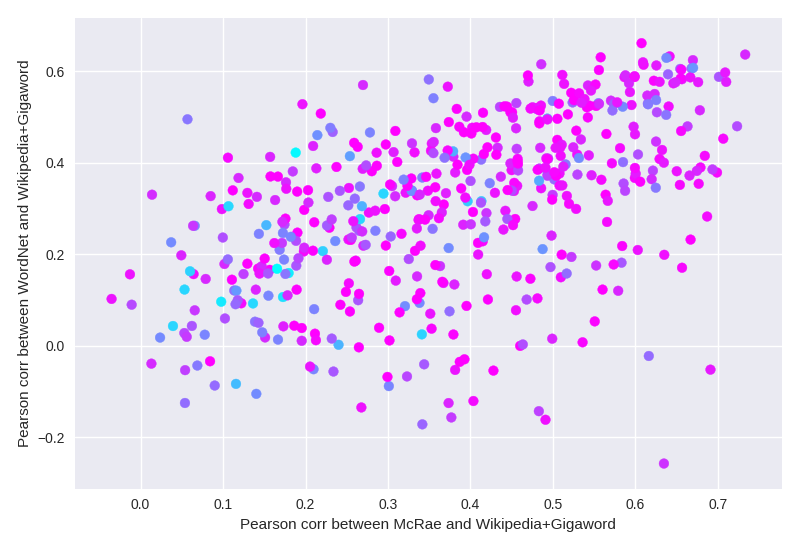 Pearson corr between WordNet and Wikipedia+Gigaword
0.6
0.4
0.2
0.0
−0.2
0.0 0.1 0.2 0.3 0.4 0.5 0.6 0.7
Pearson corr between McRae and Wikipedia+Gigaword